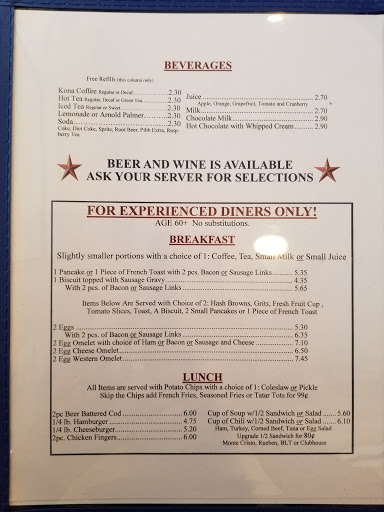 BEVERAGES
Free Refills (this column only)
Kona Coffee Regular or Decaf 2.30
Hot Tea Regular, Decaf or Green Tea 2.30
Iced Tea Regular or Sweet 2.30
Lemonade or Arnold Palmer 2.30
Soda 2.30
Coke, Diet Coke, Sprite, Root Beer, Pibb Extra, Rasp-
berry Tea
Juice 2.70
Apple, Orange, Grapefruit, Tomato and Cranberry
Milk 2.70
Chocolate Milk 2.90
Hot Chocolate with Whipped Cream 2.90
BEER AND WINE IS AVAILABLE
ASK YOUR SERVER FOR SELECTIONS
FOR EXPERIENCED DINERS ONLY!
AGE 60+ No substitutions.
BREAKFAST
Slightly smaller portions with a choice of 1: Coffee, Tea, Small Milk or Small Juice
1 Pancake or 1 Piece of French Toast with 2 pcs. Bacon or Sausage Links 5.35
1 Biscuit topped with Sausage Gravy 4.35
With 2 pcs. of Bacon or Sausage Links 5.65
Items Below Are Served with Choice of 2: Hash Browns, Grits, Fresh Fruit Cup,
Tomato Slices, Toast, A Biscuit, 2 Small Pancakes or 1 Piece of French Toast
2 Eggs 5.30
With 2 pcs. of Bacon or Sausage Links 6.35
2 Egg Omelet with choice of Ham or Bacon or Sausage and Cheese 7.10
2 Egg Cheese Omelet 6.50
2 Egg Western Omelet 7.45
LUNCH
All Items are served with Potato Chips with a choice of 1: Coleslaw or Pickle
Skip the Chips add French Fries, Seasoned Fries or Tatar Tots for 99¢
2pc Beer Battered Cod 6.00
1/4 lb. Hamburger 4.75
1/4 lb. Cheeseburger 5.20
2pc. Chicken Fingers 6.00
Cup of Soup w/1/2 Sandwich or Salad 5.60
Cup of Chili w/1/2 Sandwich or Salad 6.10
Ham, Turkey, Corned Beef, Tuna or Egg Salad
Upgrade 1/2 Sandwich for 80¢
Monte Cristo, Rueben, BLT or Clubhouse